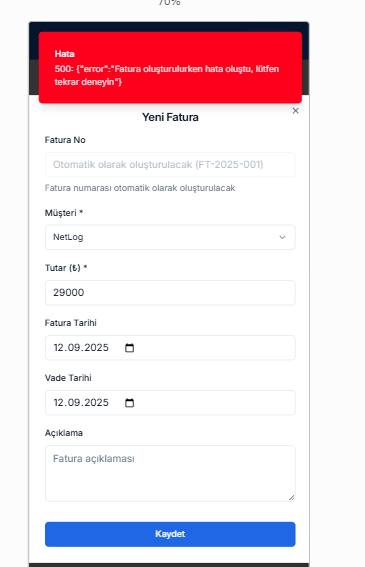 70%
Hata
500: {"error":"Fatura oluşturulurken hata oluştu, lütfen
tekrar deneyin"}
×
Yeni Fatura
Fatura No
Otomatik olarak oluşturulacak (FT-2025-001)
Fatura numarası otomatik olarak oluşturulacak
Müşteri *
NetLog
Tutar (₺) *
29000
Fatura Tarihi
12.09.2025
Vade Tarihi
12.09.2025
Açıklama
Fatura açıklaması
Kaydet